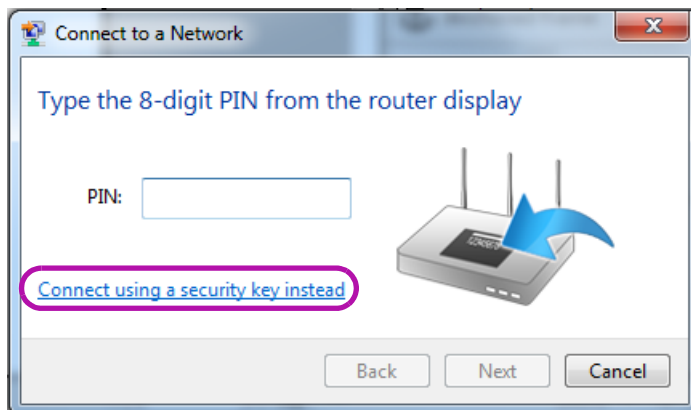 Connect to a Network
Type the 8-digit PIN from the router display
PIN:
12345670
Connect using a security key instead
Back
Next
Cancel